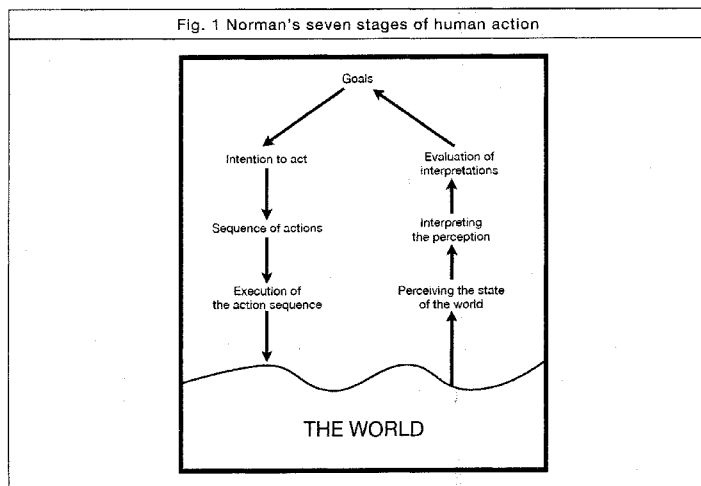 Fig. 1 Norman's seven stages of human action
Goals
Intention to act
Sequence of actions
Execution of
the action sequence
Evaluation of
interpretations
Interpreting
the perception
Perceiving the state
of the world
THE WORLD